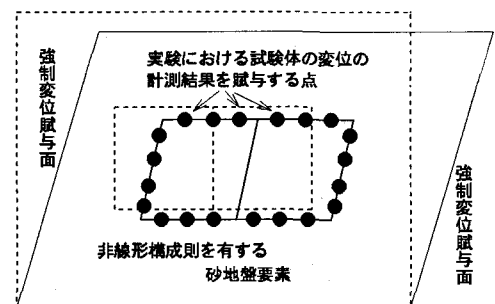 強制変位賦与面
実験における試験体の変位の
計測結果を賦与する点
強制変位賦与面
非線形構成則を有する
砂地盤要素